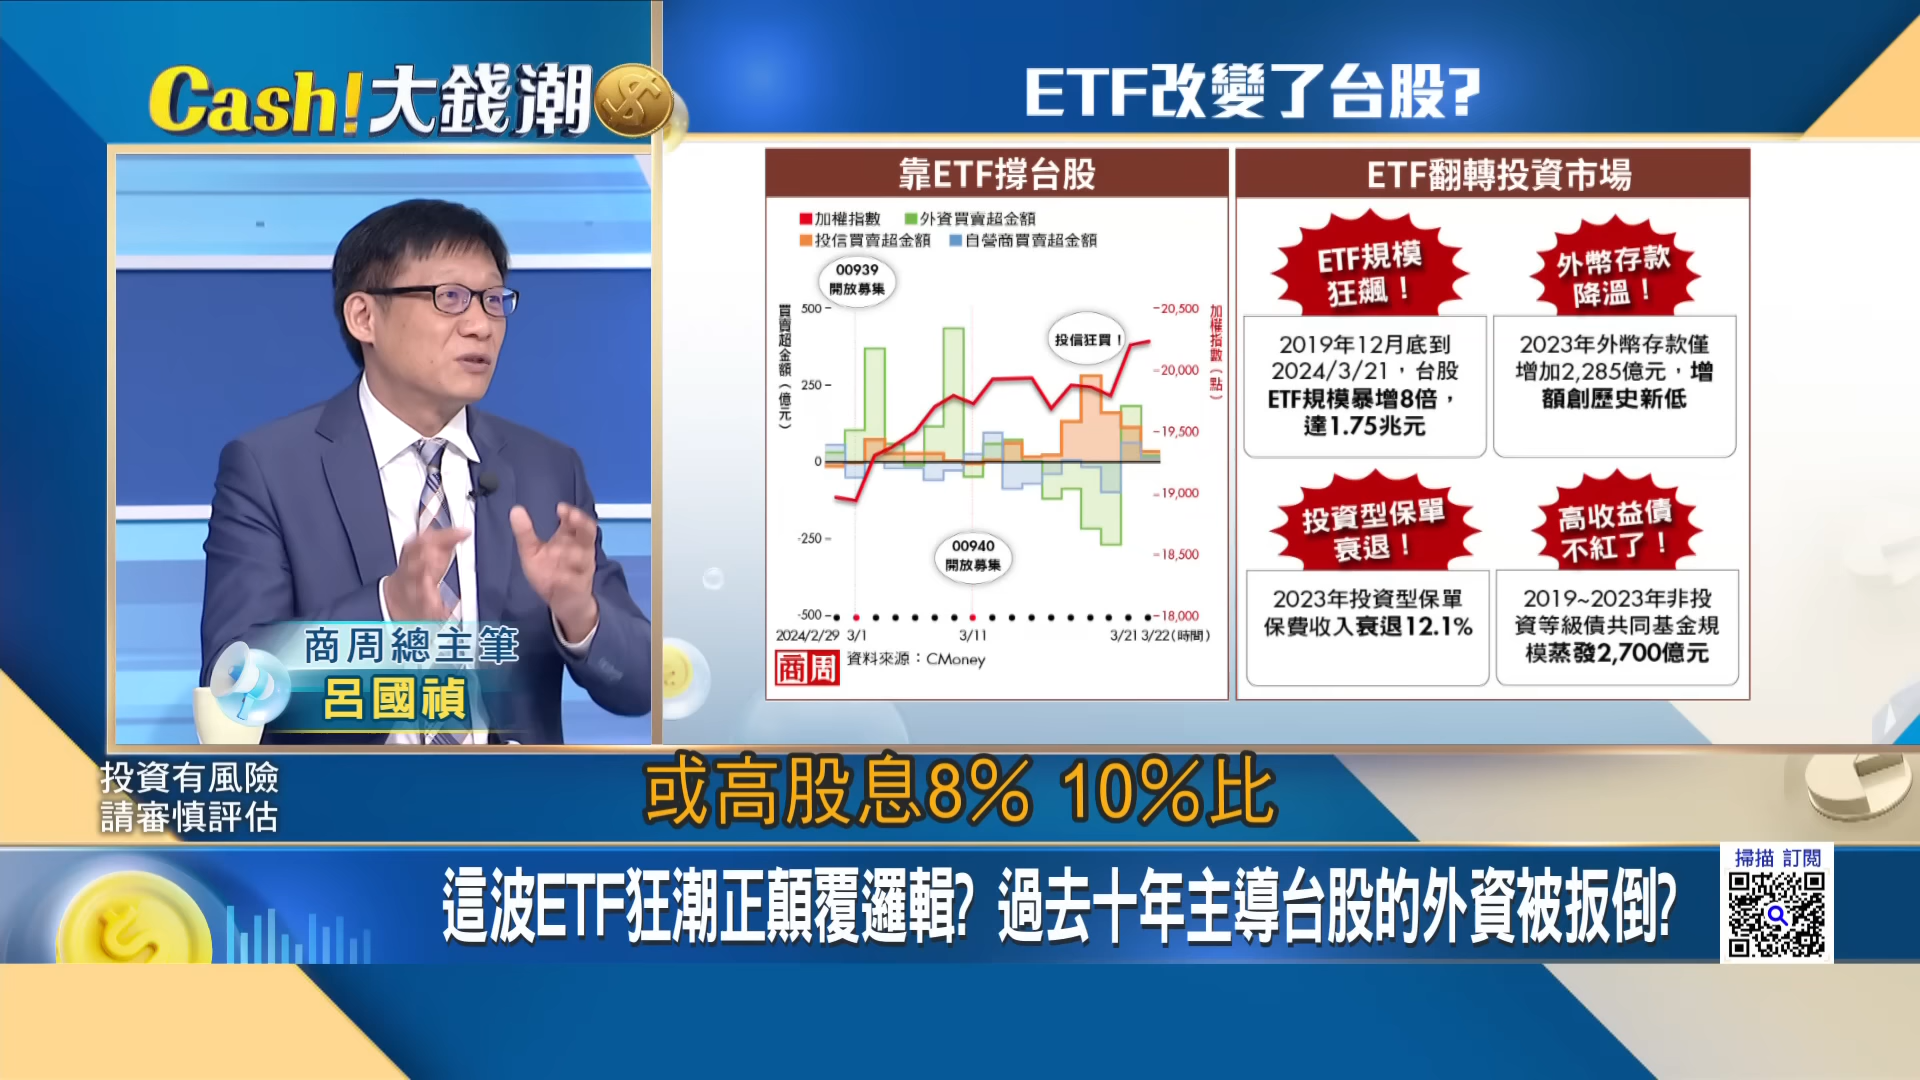 Cash!大錢潮
ETF改變了台股?
靠ETF撐台股
加權指數 外資買賣超金額
投信買賣超金額 自營商買賣超金額
00939
開放募集
投信狂買！
買賣超金額（億元）
500
250
0
-250
-500
加權指數（點）
20,500
20,000
19,500
19,000
18,500
18,000
00940
開放募集
2024/2/29 3/1 3/11 3/21 3/22(時間)
商周 資料來源：CMoney
ETF翻轉投資市場
ETF規模
狂飆！
2019年12月底到
2024/3/21，台股
ETF規模暴增8倍，
達1.75兆元
外幣存款
降溫！
2023年外幣存款僅
增加2,285億元，增
額創歷史新低
投資型保單
衰退！
2023年投資型保單
保費收入衰退12.1%
高收益債
不紅了！
2019~2023年非投
資等級債共同基金規
模蒸發2,700億元
商周總主筆
呂國禎
投資有風險
請審慎評估
或高股息8% 10%比
這波ETF狂潮正顛覆邏輯? 過去十年主導台股的外資被扳倒?
掃描 訂閱